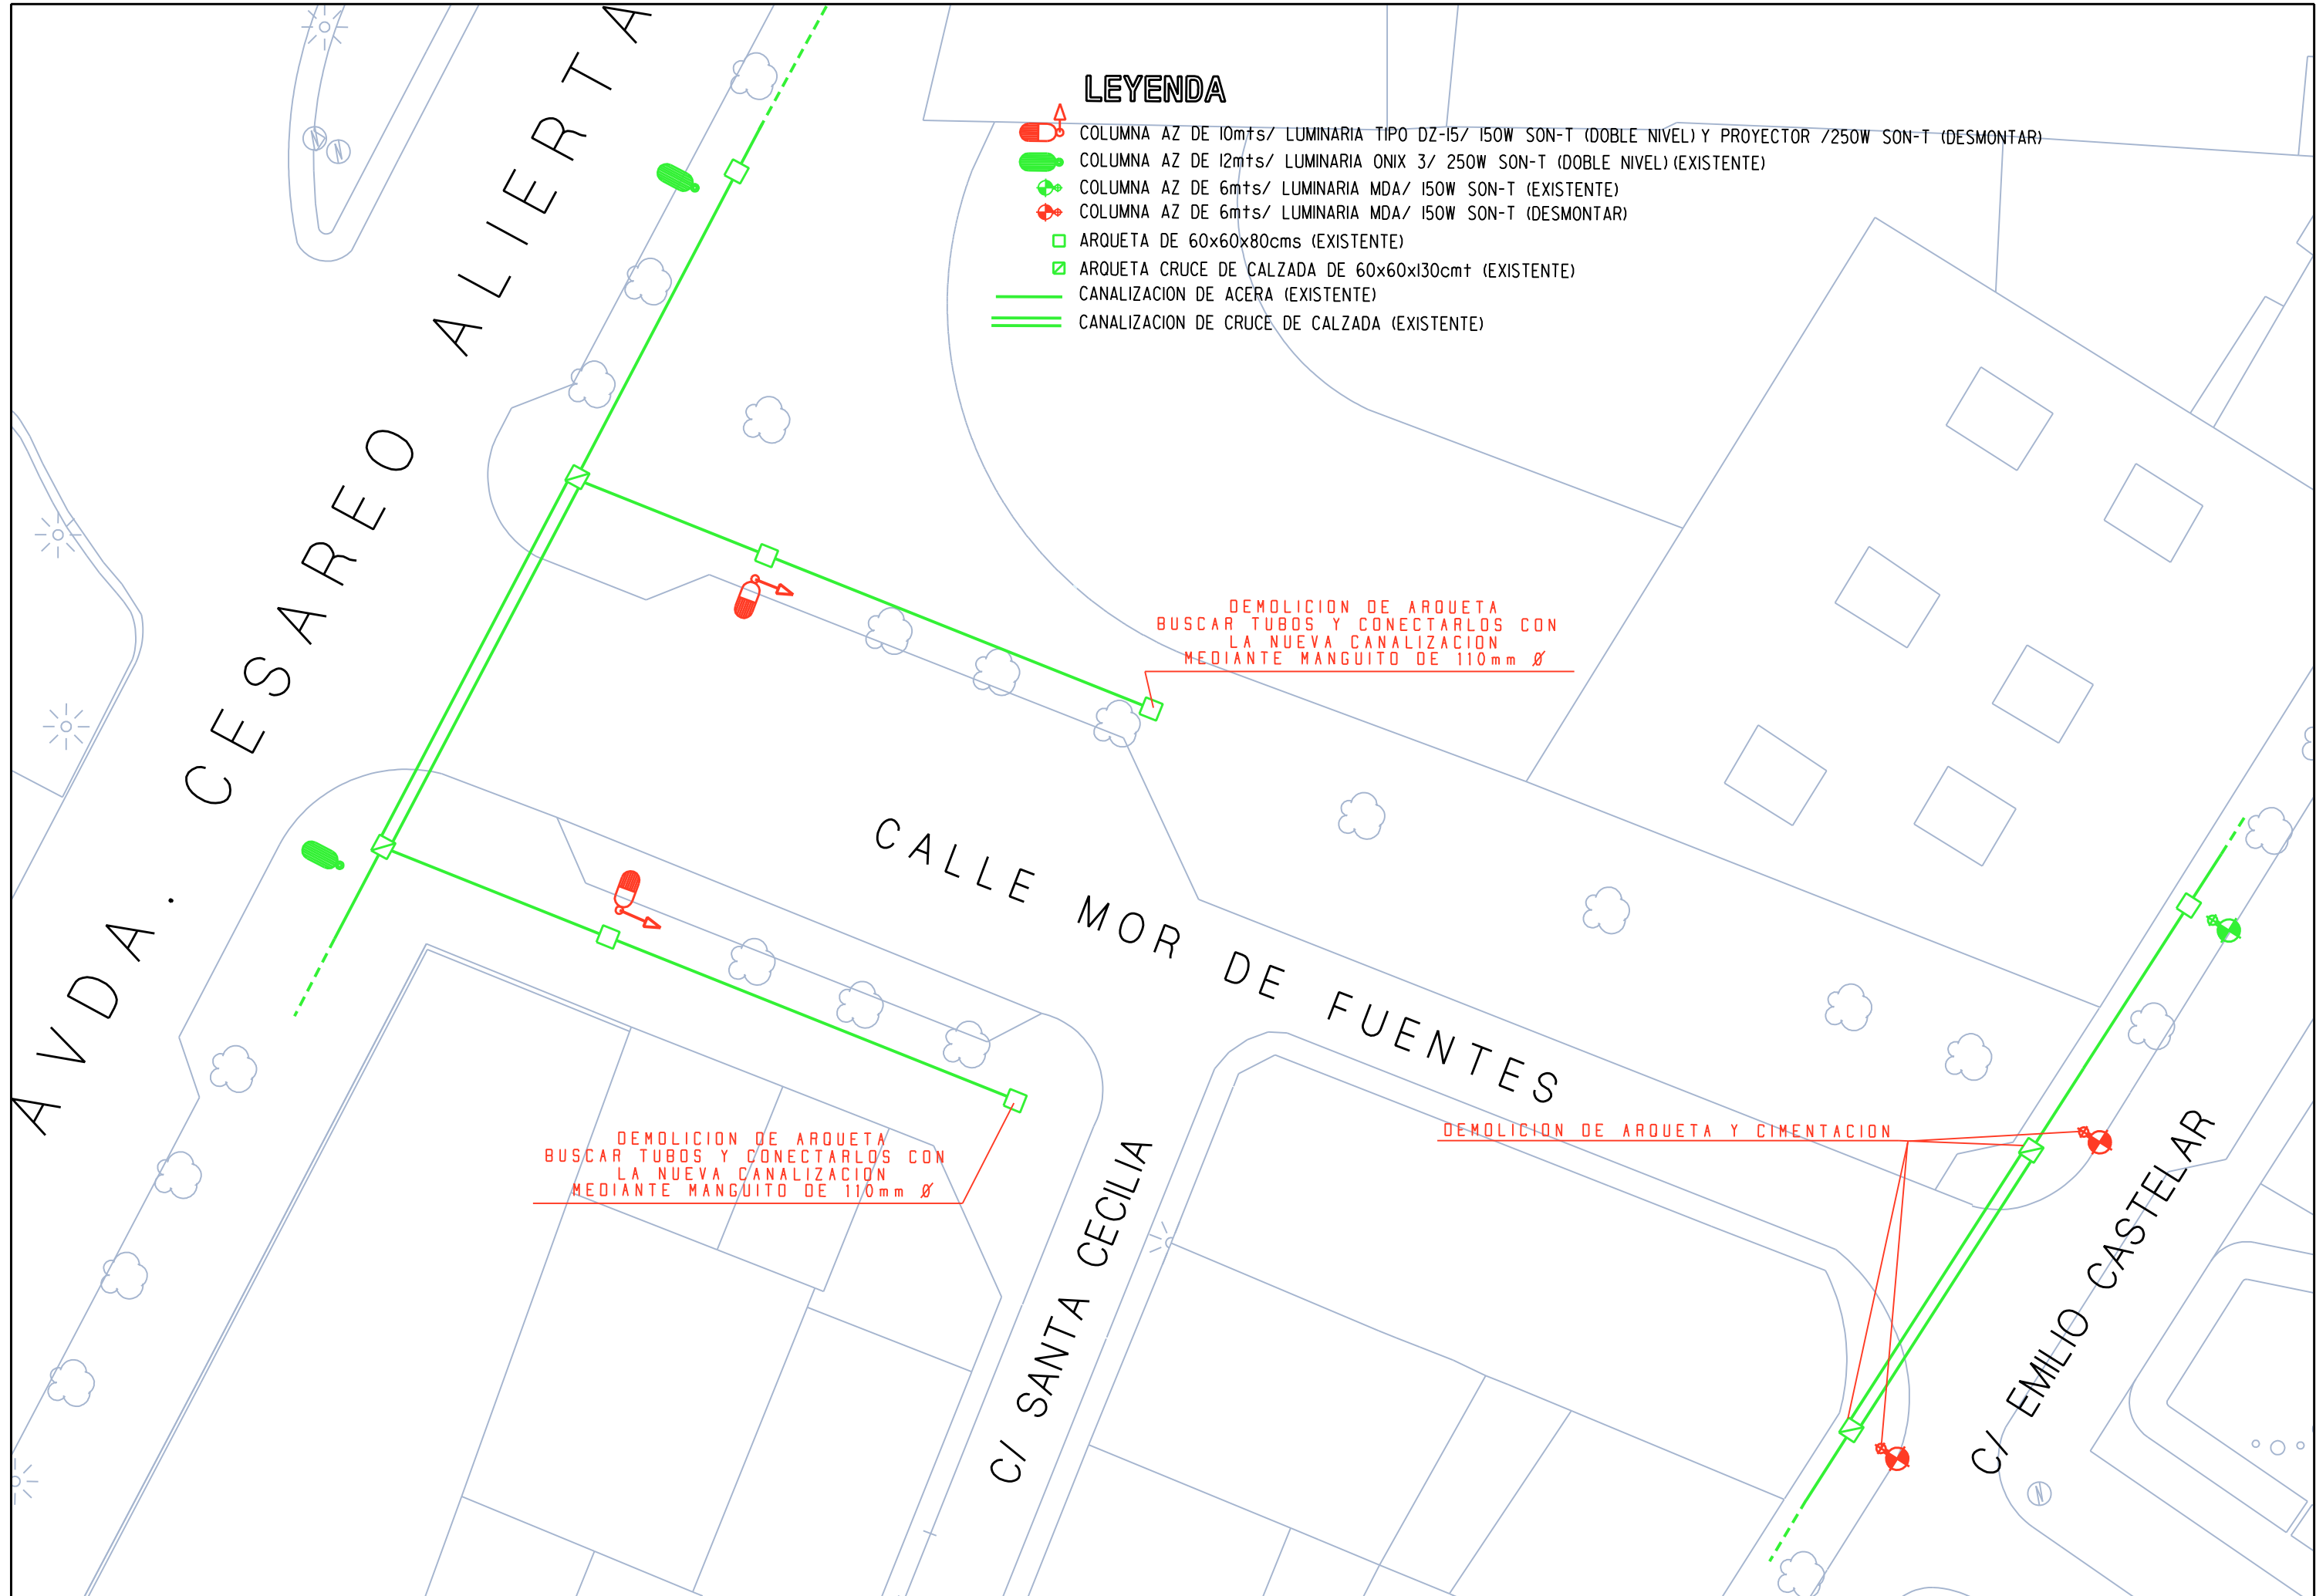 LEYENDA
COLUMNA AZ DE 10mts/ LUMINARIA TIPO DZ-15/ 150W SON-T (DOBLE NIVEL) Y PROYECTOR /250W SON-T (DESMONTAR)
COLUMNA AZ DE 12mts/ LUMINARIA ONIX 3/ 250W SON-T (DOBLE NIVEL) (EXISTENTE)
COLUMNA AZ DE 6mts/ LUMINARIA MDA/ 150W SON-T (EXISTENTE)
COLUMNA AZ DE 6mts/ LUMINARIA MDA/ 150W SON-T (DESMONTAR)
ARQUETA DE 60x60x80cms (EXISTENTE)
ARQUETA CRUCE DE CALZADA DE 60x60x130cmt (EXISTENTE)
CANALIZACION DE ACERA (EXISTENTE)
CANALIZACION DE CRUCE DE CALZADA (EXISTENTE)
AVDA. CESAREO ALIERTA
DEMOLICION DE ARQUETA
BUSCAR TUBOS Y CONECTARLOS CON
LA NUEVA CANALIZACION
MEDIANTE MANGUITO DE 110mm Ø
CALLE MOR DE FUENTES
DEMOLICION DE ARQUETA Y CIMENTACION
DEMOLICION DE ARQUETA
BUSCAR TUBOS Y CONECTARLOS CON
LA NUEVA CANALIZACION
MEDIANTE MANGUITO DE 110mm Ø
C/ SANTA CECILIA
C/ EMILIO CASTELAR